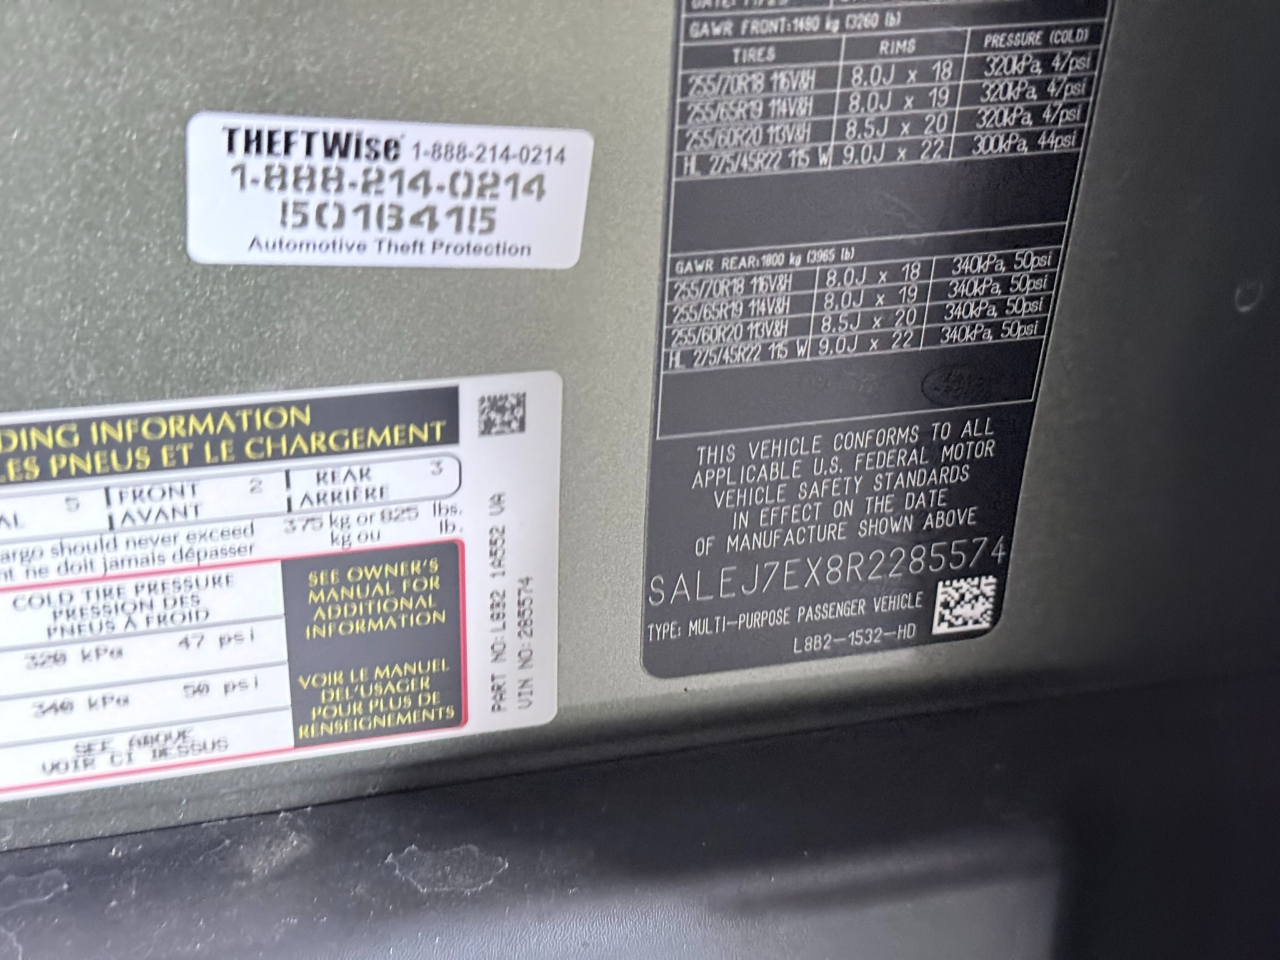 THEFTWise 1-888-214-0214
1-888-214-0214
Automotive Theft Protection
DING INFORMATION
LES PNEUS ET LE CHARGEMENT
AL 5 FRONT 2 REAR 3
AVANT ARRIÈRE
argo should never exceed 375 kg or 825 lbs.
nt ne doit jamais dépasser kg ou lb.
COLD TIRE PRESSURE
PRESSION DES
PNEUS À FROID
320 kPa 47 psi
340 kPa 50 psi
SEE ABOVE
VOIR CI DESSUS
SEE OWNER'S
MANUAL FOR
ADDITIONAL
INFORMATION
VOIR LE MANUEL
DEL'USAGER
POUR PLUS DE
RENSEIGNEMENTS
PART NO: L8B2 1A552 VA
VIN NO: 285574
GAWR FRONT:1480 kg (3260 lb)
TIRES RIMS PRESSURE (COLD)
255/70R18 116V&H 8.0J x 18 320kPa, 47psi
255/65R19 114V&H 8.0J x 19 320kPa, 47psi
255/60R20 113V&H 8.5J x 20 320kPa, 47psi
HL 275/45R22 115 W 9.0J x 22 300kPa, 44psi
GAWR REAR:1800 kg (3965 lb)
255/70R18 116V&H 8.0J x 18 340kPa, 50psi
255/65R19 114V&H 8.0J x 19 340kPa, 50psi
255/60R20 113V&H 8.5J x 20 340kPa, 50psi
HL 275/45R22 115 W 9.0J x 22 340kPa, 50psi
THIS VEHICLE CONFORMS TO ALL
APPLICABLE U.S. FEDERAL MOTOR
VEHICLE SAFETY STANDARDS
IN EFFECT ON THE DATE
OF MANUFACTURE SHOWN ABOVE
SALEJ7EX8R2285574
TYPE: MULTI-PURPOSE PASSENGER VEHICLE
L8B2-1532-HD